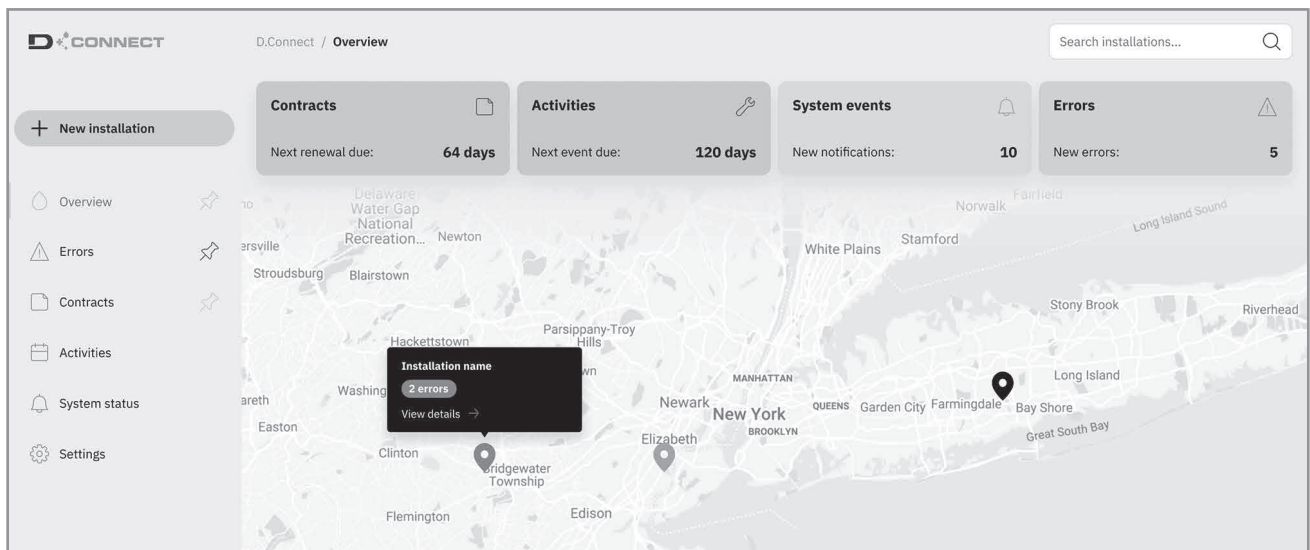 D CONNECT
D.Connect / Overview
Search installations...
Contracts
Next renewal due: 64 days
Activities
Next event due: 120 days
System events
New notifications: 10
Errors
New errors: 5
New installation
Overview
Errors
Contracts
Activities
System status
Settings
Delaware
Water Gap
National
Recreation...
Newton
Fairfield
Norwalk
Long Island Sound
ersville
White Plains
Stamford
Stroudsburg
Blairstown
Stony Brook
Riverhead
Parsippany-Troy
Hills
Hackettstown
Installation name
2 errors
View details
wn
Washing
MANHATTAN
Long Island
areth
Newark
New York
QUEENS
Garden City
Farmingdale
Bay Shore
Easton
BROOKLYN
Great South Bay
Elizabeth
Clinton
Bridgewater
Township
Flemington
Edison